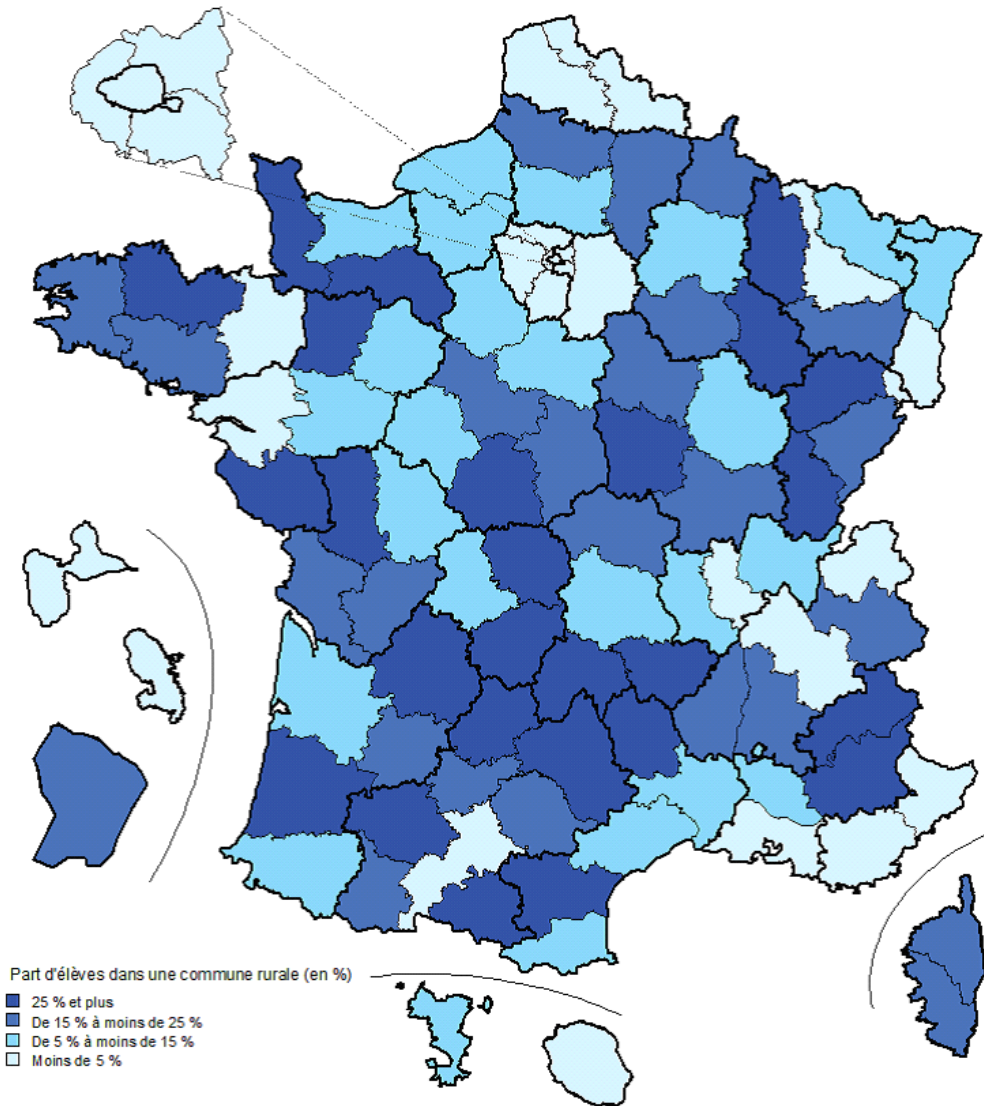 Part d'élèves dans une commune rurale (en %)
25 % et plus
De 15 % à moins de 25 %
De 5 % à moins de 15 %
Moins de 5 %